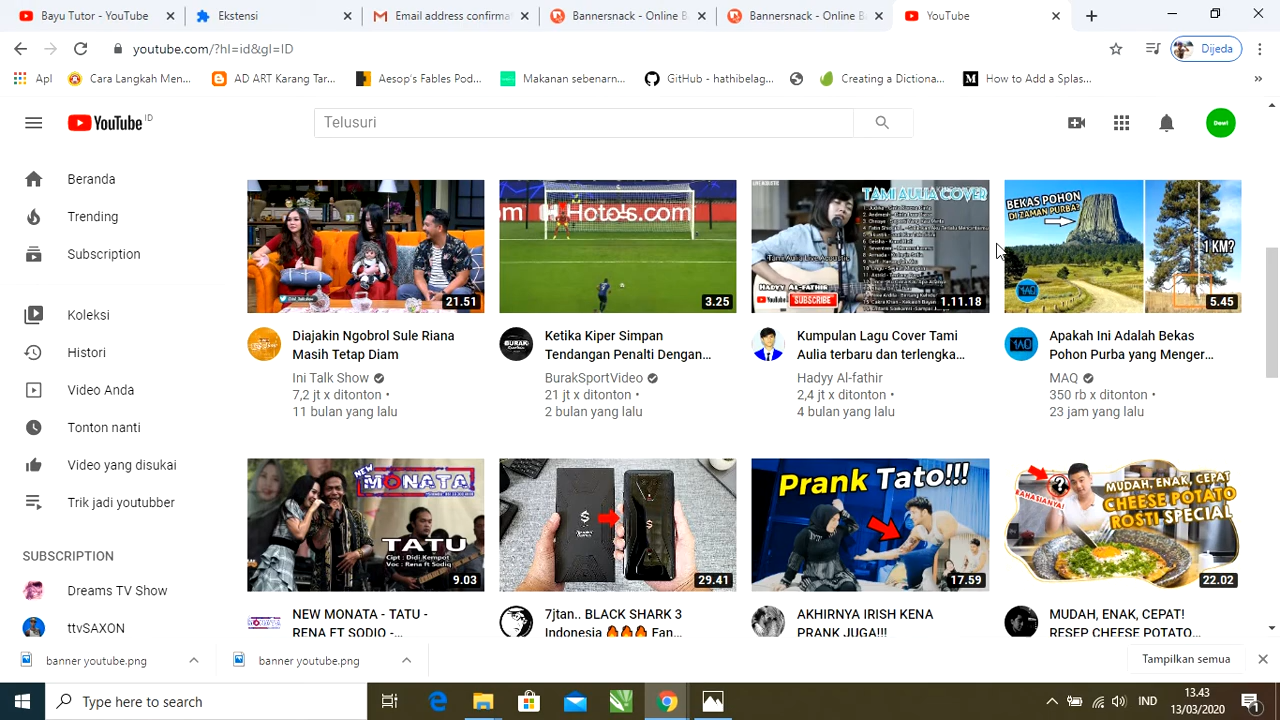 Bayu Tutor - YouTube
Ekstensi
Email address confirma
Bannersnack - Online B
Bannersnack - Online B
YouTube
youtube.com/?hl=id&gl=ID
Dijeda
Apl
Cara Langkah Men...
AD ART Karang Tar...
Aesop's Fables Pod...
Makanan sebenarn...
GitHub - hathibelag...
Creating a Dictiona...
How to Add a Splas...
YouTube ID
Telusuri
Dewi
Beranda
Trending
Subscription
Koleksi
Histori
Video Anda
Tonton nanti
Video yang disukai
Trik jadi youtubber
SUBSCRIPTION
Dreams TV Show
ttvSAXON
21.51
Hotels.com
3.25
TAMI AULIA COVER
Tami Aulia Live Acoustic
HADYY AL-FATHIR
YouTube SUBSCRIBE
1.11.18
BEKAS POHON
DI ZAMAN PURBA?
1 KM?
MAQ
5.45
Diajakin Ngobrol Sule Riana
Masih Tetap Diam
Ini Talk Show
7,2 jt x ditonton •
11 bulan yang lalu
Ketika Kiper Simpan
Tendangan Penalti Dengan...
BurakSportVideo
21 jt x ditonton •
2 bulan yang lalu
Kumpulan Lagu Cover Tami
Aulia terbaru dan terlengka...
Hadyy Al-fathir
2,4 jt x ditonton •
4 bulan yang lalu
Apakah Ini Adalah Bekas
Pohon Purba yang Menger...
MAQ
350 rb x ditonton •
23 jam yang lalu
NEW
MONATA
TATU
Cipt : Didi Kempot
Voc : Rena ft Sodiq
9.03
29.41
Prank Tato!!!
17.59
RAHASIANYA!
MUDAH, ENAK, CEPAT
CHEESE POTATO
ROSTI SPECIAL
22.02
NEW MONATA - TATU -
RENA FT SODIQ -...
7jtan.. BLACK SHARK 3
Indonesia 🔥🔥🔥 Fan...
AKHIRNYA IRISH KENA
PRANK JUGA!!!
MUDAH, ENAK, CEPAT!
RESEP CHEESE POTATO...
banner youtube.png
banner youtube.png
Tampilkan semua
Type here to search
IND
13.43
13/03/2020
1